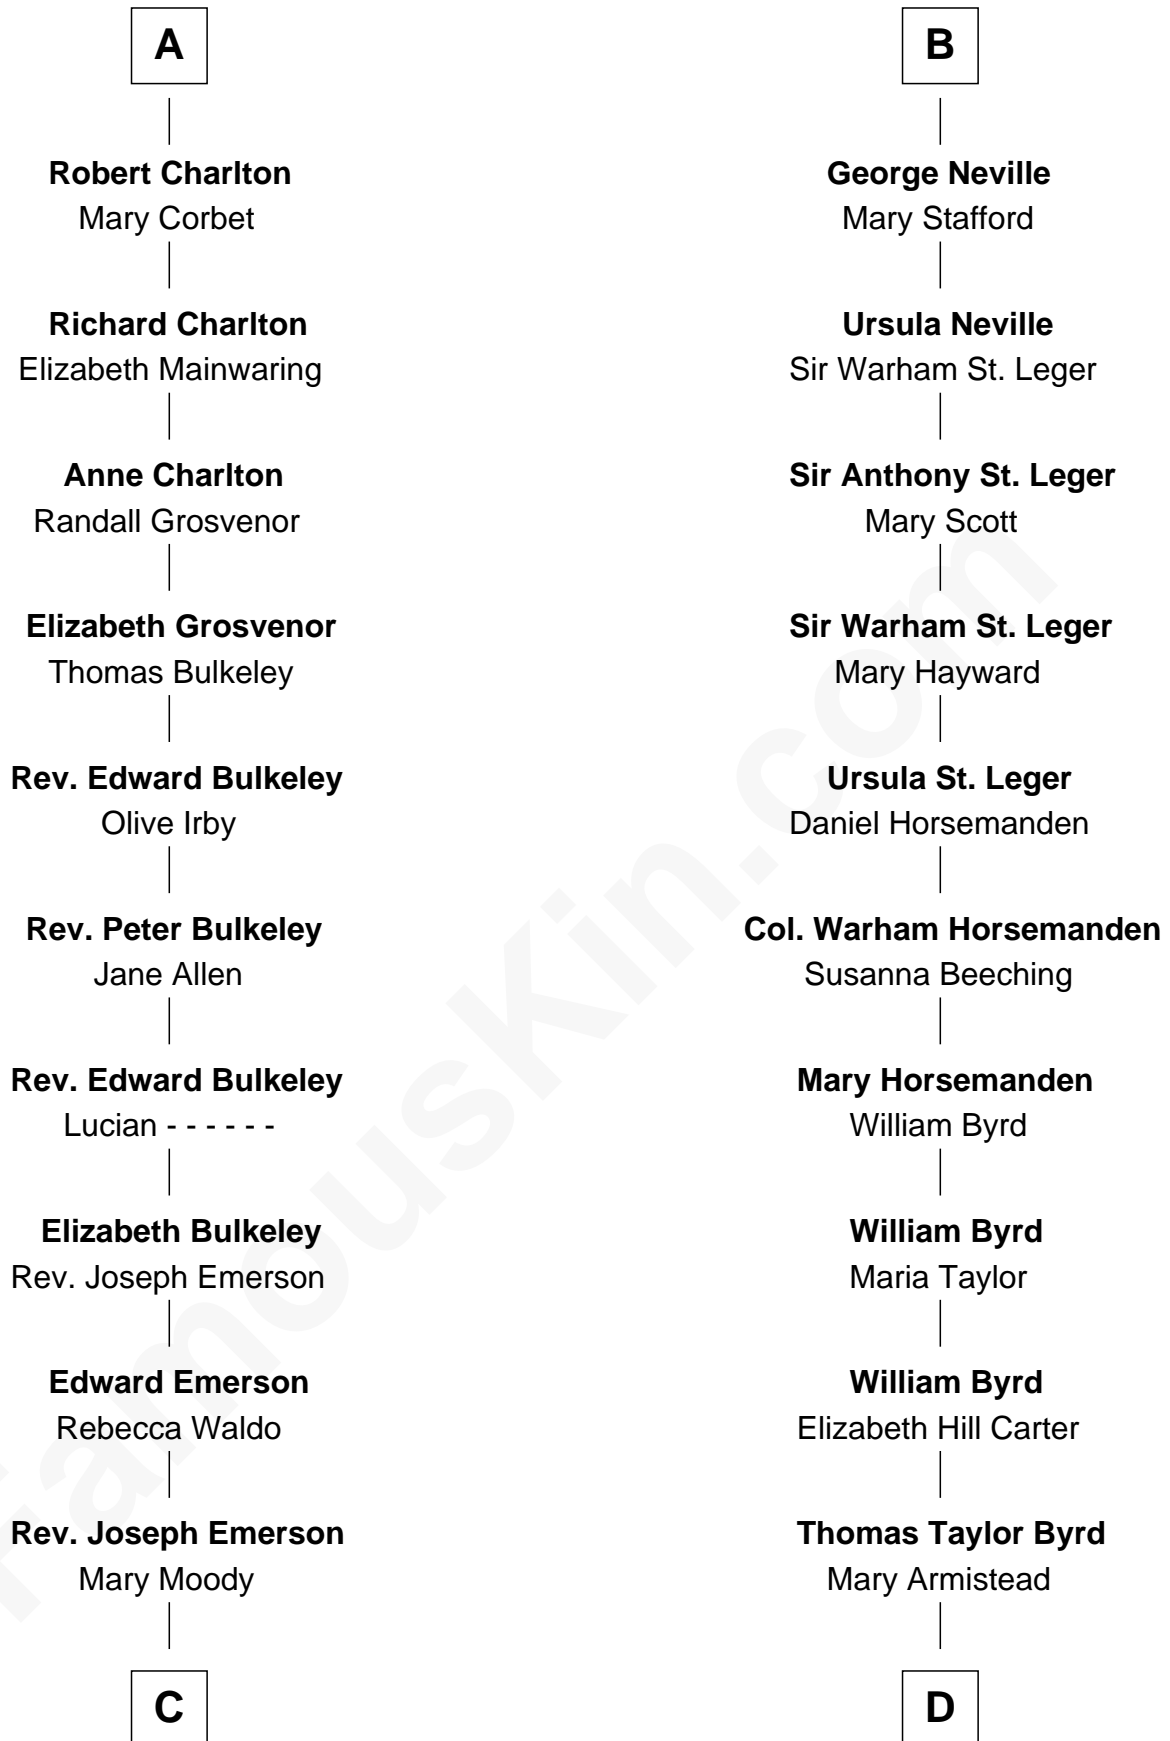 A
Robert Charlton
Mary Corbet
Richard Charlton
Elizabeth Mainwaring
Anne Charlton
Randall Grosvenor
Elizabeth Grosvenor
Thomas Bulkeley
Rev. Edward Bulkeley
Olive Irby
Rev. Peter Bulkeley
Jane Allen
Rev. Edward Bulkeley
Lucian - - - - - -
Elizabeth Bulkeley
Rev. Joseph Emerson
Edward Emerson
Rebecca Waldo
Rev. Joseph Emerson
Mary Moody
C
B
George Neville
Mary Stafford
Ursula Neville
Sir Warham St. Leger
Sir Anthony St. Leger
Mary Scott
Sir Warham St. Leger
Mary Hayward
Ursula St. Leger
Daniel Horsemanden
Col. Warham Horsemanden
Susanna Beeching
Mary Horsemanden
William Byrd
William Byrd
Maria Taylor
William Byrd
Elizabeth Hill Carter
Thomas Taylor Byrd
Mary Armistead
D
FamousKin.com